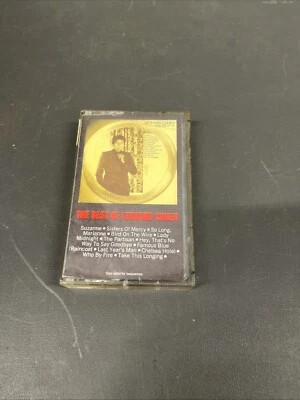 THE BEST OF LEONARD COHEN
Suzanne • Sisters Of Mercy • So Long,
Marianne • Bird On The Wire • Lady
Midnight • The Partisan • Hey, That's No
Way To Say Goodbye • Famous Blue
Raincoat • Last Year's Man • Chelsea Hotel •
Who By Fire • Take This Longing •